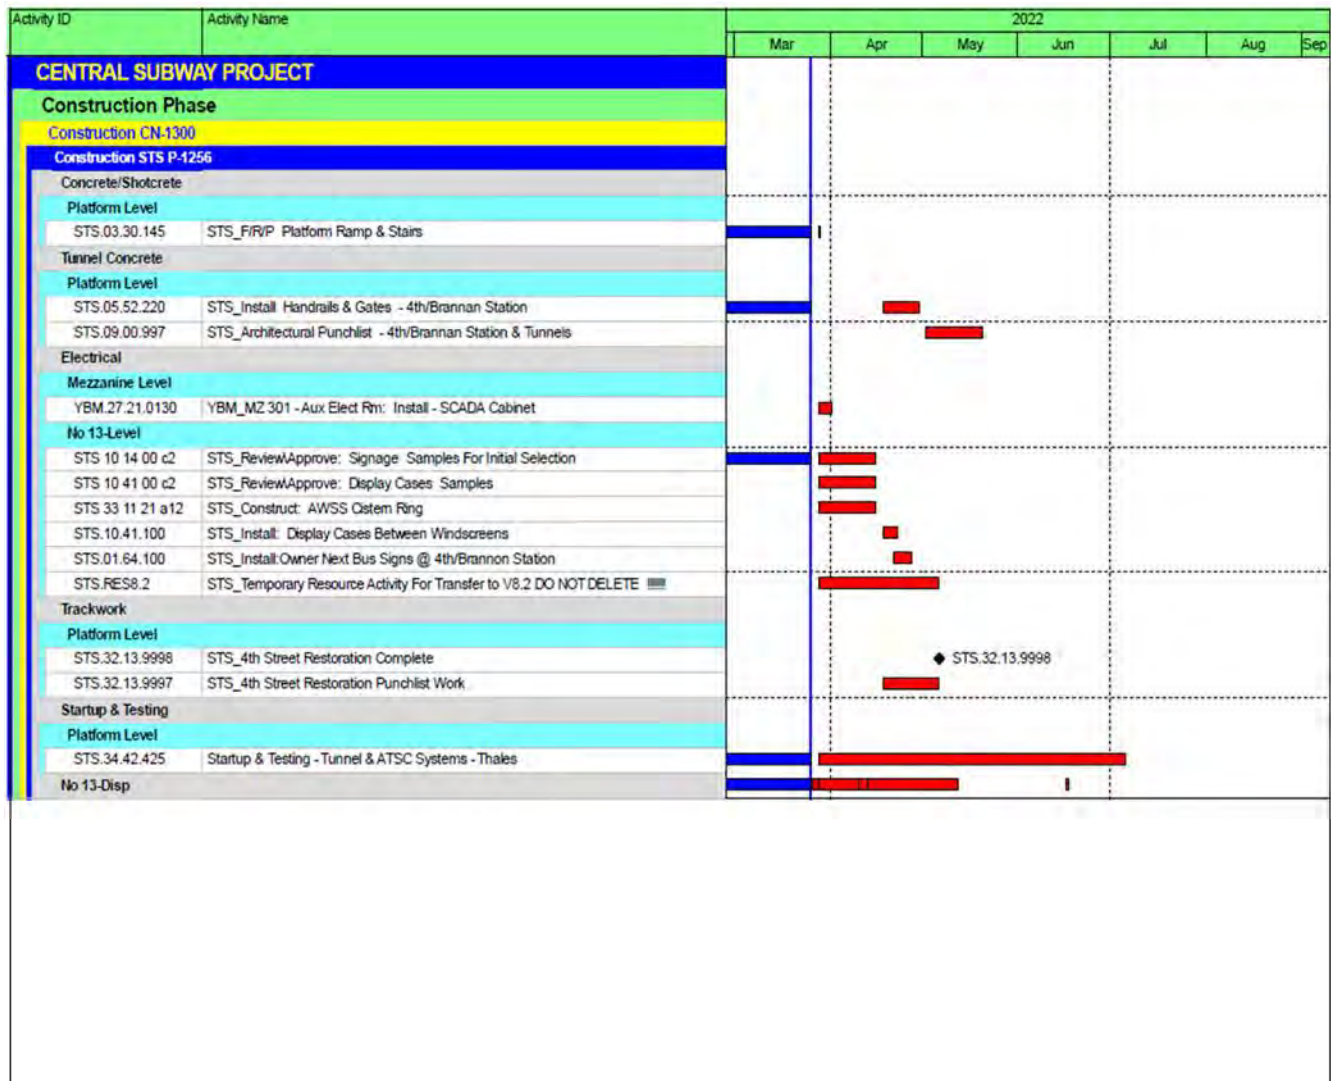 Activity ID Activity Name 2022
Mar Apr May Jun Jul Aug Sep
CENTRAL SUBWAY PROJECT
Construction Phase
Construction CN-1300
Construction STS P-1256
Concrete/Shotcrete
Platform Level
STS.03.30.145 STS_F/R/P Platform Ramp & Stairs
Tunnel Concrete
Platform Level
STS.05.52.220 STS_Install Handrails & Gates - 4th/Brannan Station
STS.09.00.997 STS_Architectural Punchlist - 4th/Brannan Station & Tunnels
Electrical
Mezzanine Level
YBM.27.21.0130 YBM_MZ 301 - Aux Elect Rm: Install - SCADA Cabinet
No 13-Level
STS 10 14 00 c2 STS_Review\Approve: Signage Samples For Initial Selection
STS 10 41 00 c2 STS_Review\Approve: Display Cases Samples
STS 33 11 21 a12 STS_Construct: AWSS Cistern Ring
STS.10.41.100 STS_Install: Display Cases Between Windscreens
STS.01.64.100 STS_Install:Owner Next Bus Signs @ 4th/Brannon Station
STS.RES8.2 STS_Temporary Resource Activity For Transfer to V8.2 DO NOT DELETE
Trackwork
Platform Level
STS.32.13.9998 STS_4th Street Restoration Complete STS.32.13.9998
STS.32.13.9997 STS_4th Street Restoration Punchlist Work
Startup & Testing
Platform Level
STS.34.42.425 Startup & Testing - Tunnel & ATSC Systems - Thales
No 13-Disp